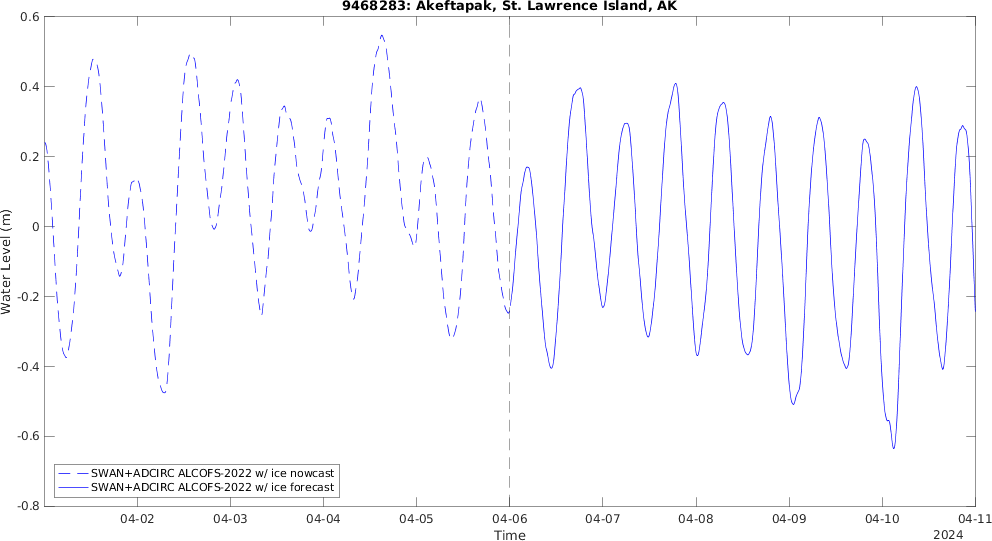 9468283: Akeftapak, St. Lawrence Island, AK
0.6
0.4
0.2
0
-0.2
-0.4
-0.6
-0.8
Water Level (m)
SWAN+ADCIRC ALCOFS-2022 w/ ice nowcast
SWAN+ADCIRC ALCOFS-2022 w/ ice forecast
04-02 04-03 04-04 04-05 04-06 04-07 04-08 04-09 04-10 04-11
Time
2024